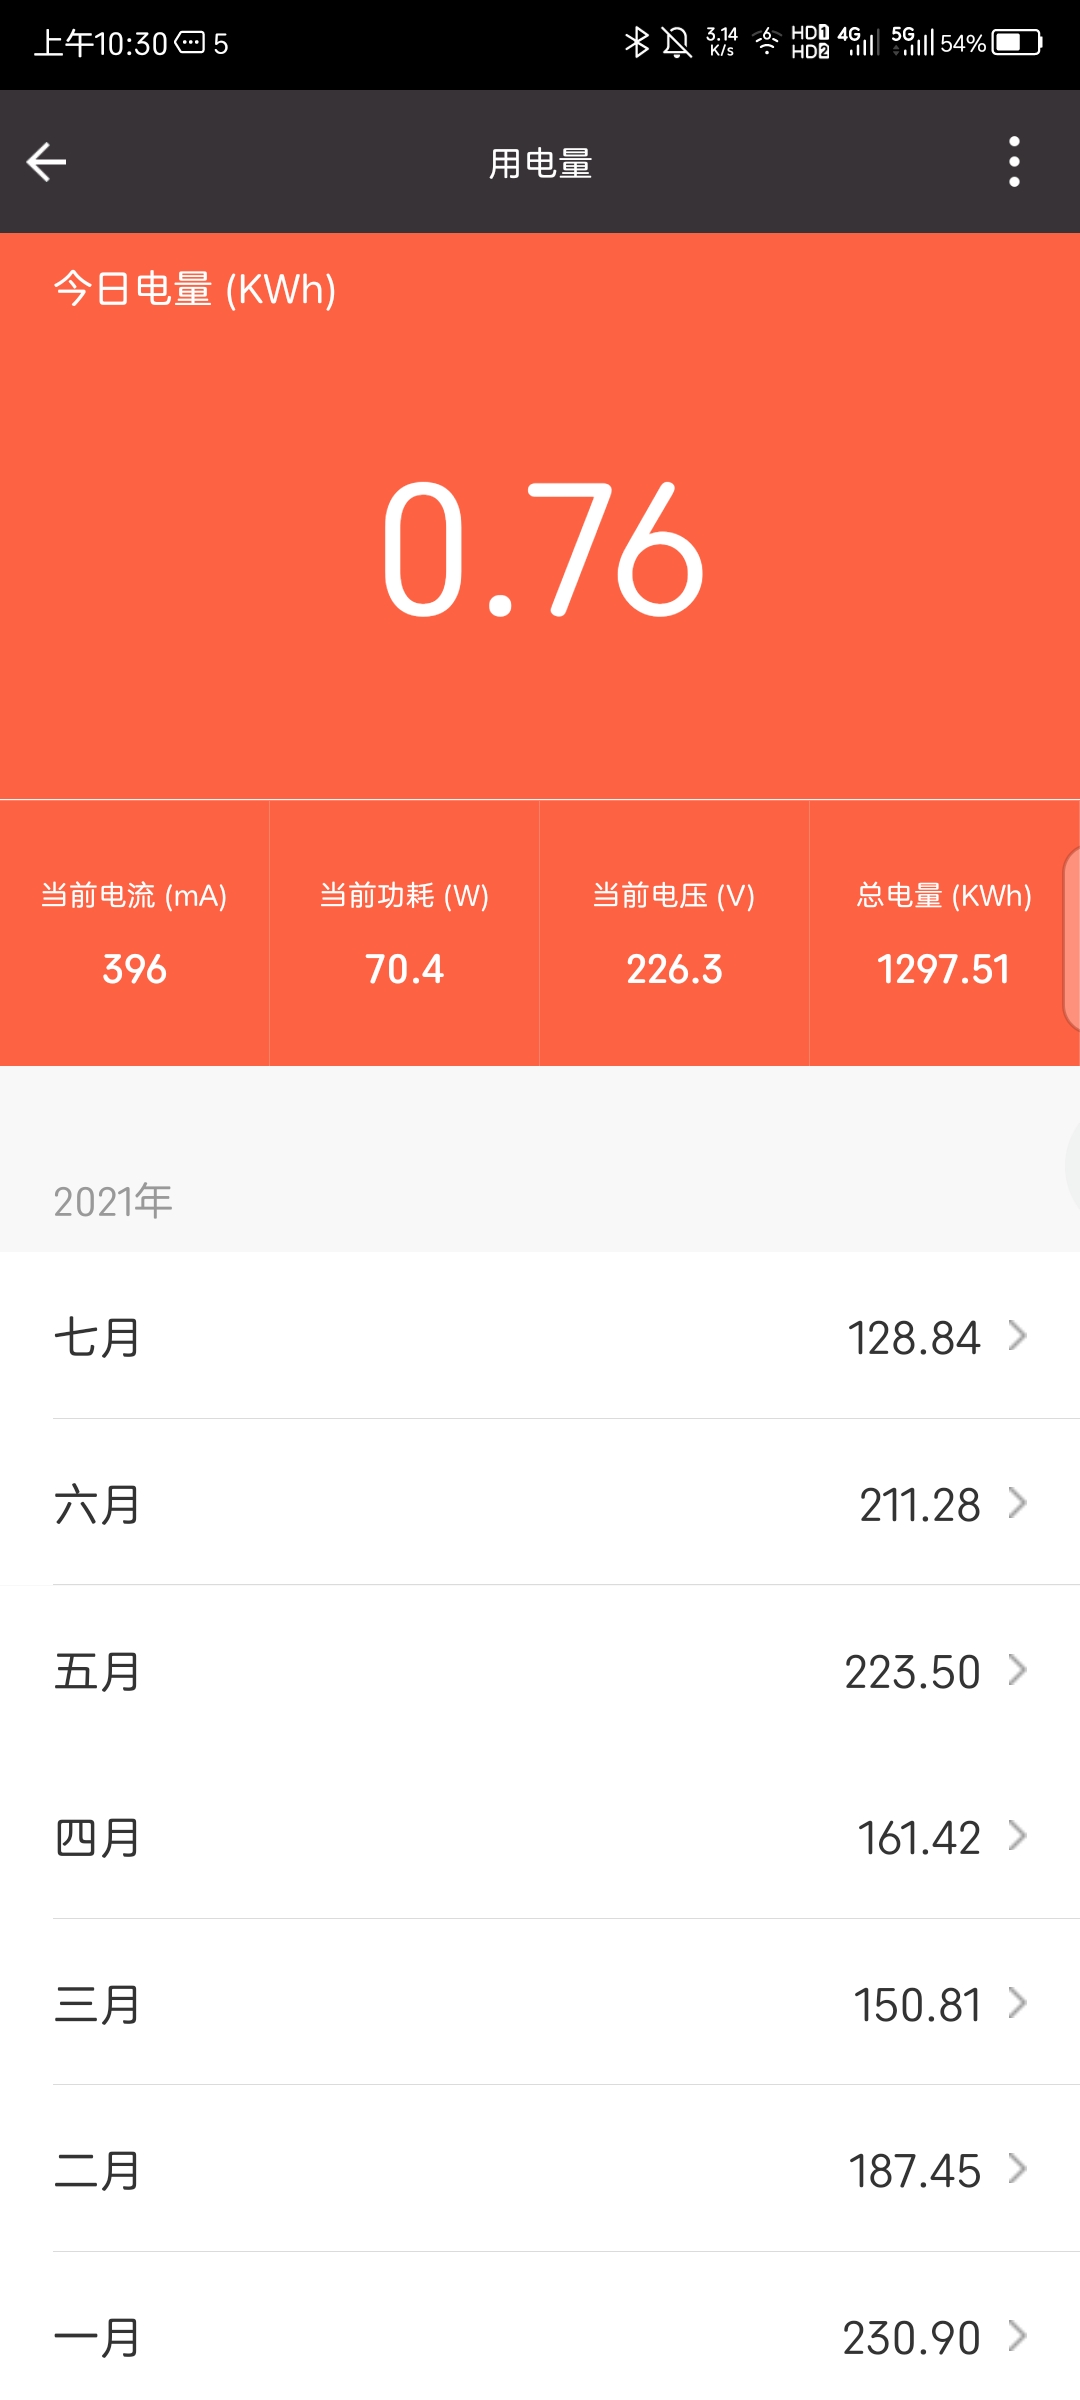 上午10:30 5 3.14 K/s 6 HD1 HD2 4G 5G 54%
用电量
今日电量 (KWh)
0.76
当前电流 (mA) 当前功耗 (W) 当前电压 (V) 总电量 (KWh)
396 70.4 226.3 1297.51
2021年
七月 128.84
六月 211.28
五月 223.50
四月 161.42
三月 150.81
二月 187.45
一月 230.90